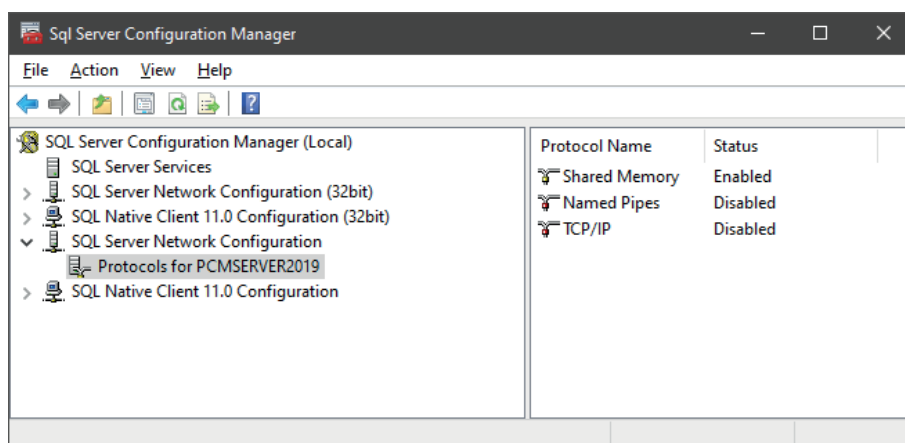 Sql Server Configuration Manager
File Action View Help
SQL Server Configuration Manager (Local)
SQL Server Services
SQL Server Network Configuration (32bit)
SQL Native Client 11.0 Configuration (32bit)
SQL Server Network Configuration
Protocols for PCMSERVER2019
SQL Native Client 11.0 Configuration
Protocol Name Status
Shared Memory Enabled
Named Pipes Disabled
TCP/IP Disabled